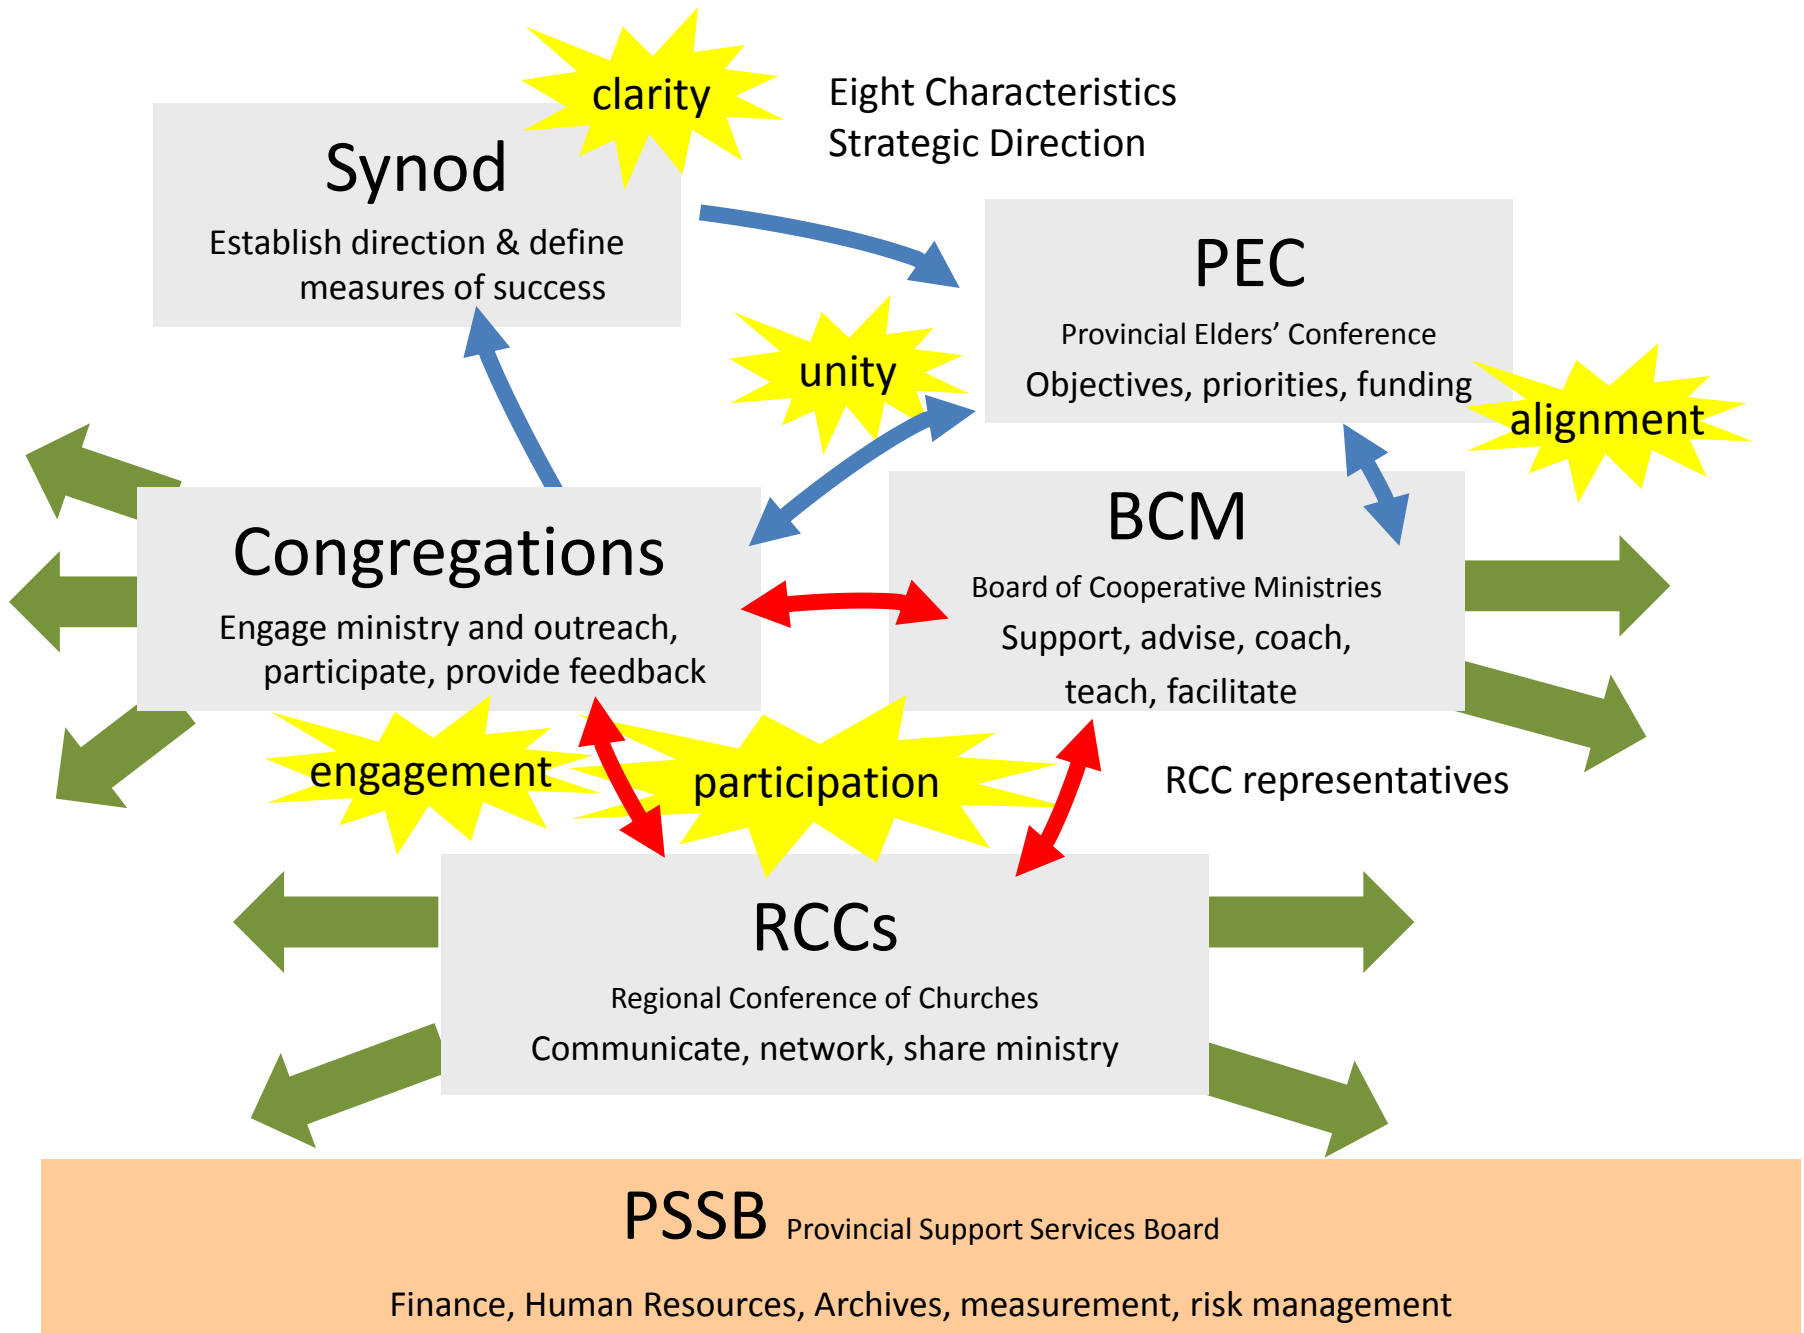 clarity
Eight Characteristics
Strategic Direction
Synod
Establish direction & define
measures of success
PEC
Provincial Elders’ Conference
Objectives, priorities, funding
unity
alignment
Congregations
Engage ministry and outreach,
participate, provide feedback
BCM
Board of Cooperative Ministries
Support, advise, coach,
teach, facilitate
engagement
participation
RCC representatives
RCCs
Regional Conference of Churches
Communicate, network, share ministry
PSSB Provincial Support Services Board
Finance, Human Resources, Archives, measurement, risk management